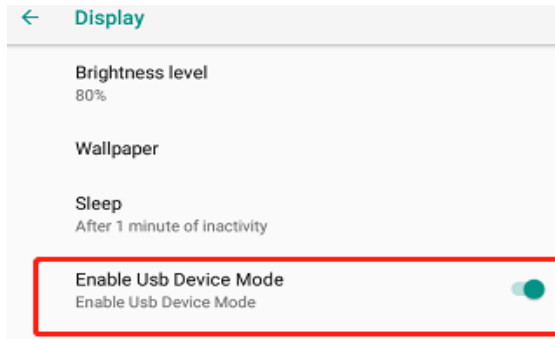 Display
Brightness level
80%
Wallpaper
Sleep
After 1 minute of inactivity
Enable Usb Device Mode
Enable Usb Device Mode